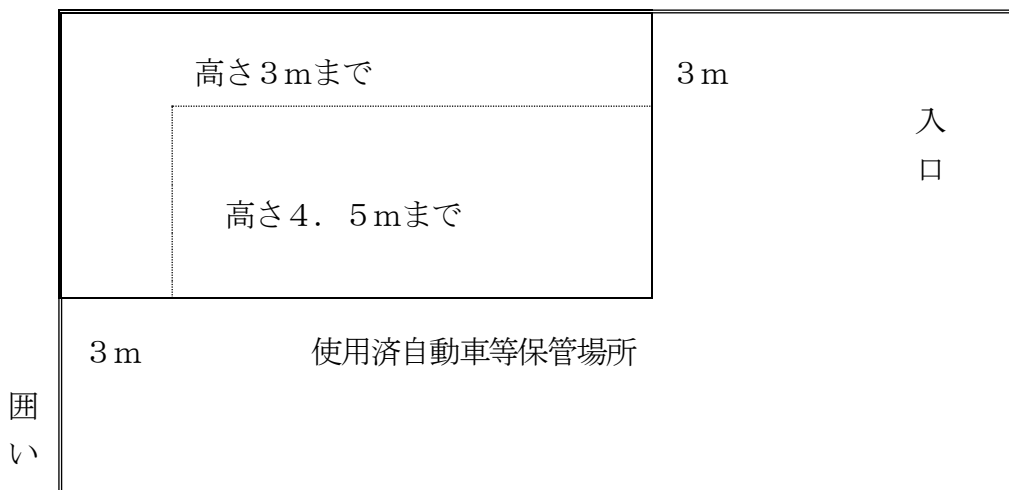 高さ３ｍまで
３ｍ
入口
高さ４．５ｍまで
３ｍ
使用済自動車等保管場所
囲い